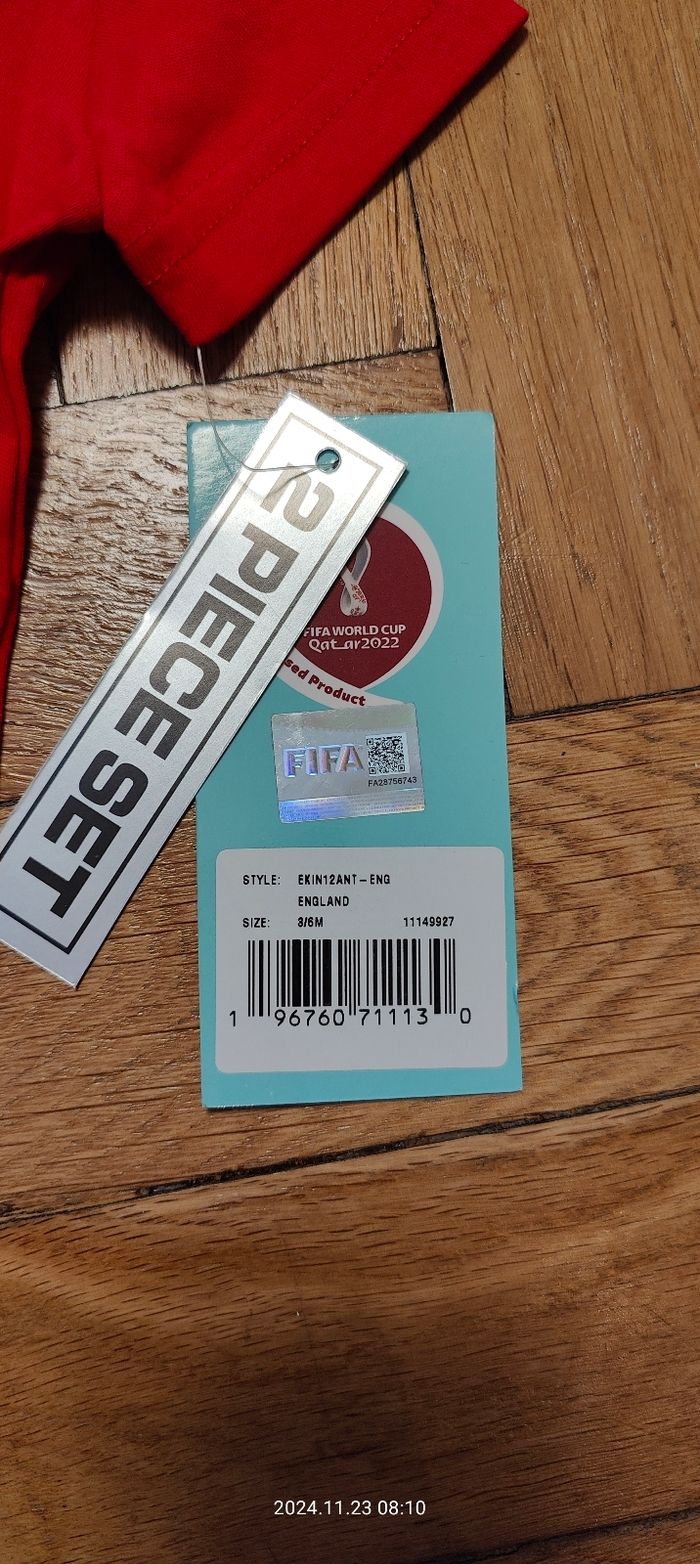 2 PIECE SET
FIFA WORLD CUP
Qatar2022
Product
FIFA
FA28756743
STYLE: EKIN12ANT-ENG
ENGLAND
SIZE: 3/6M 11149927
1 96760 71113 0
2024.11.23 08:10